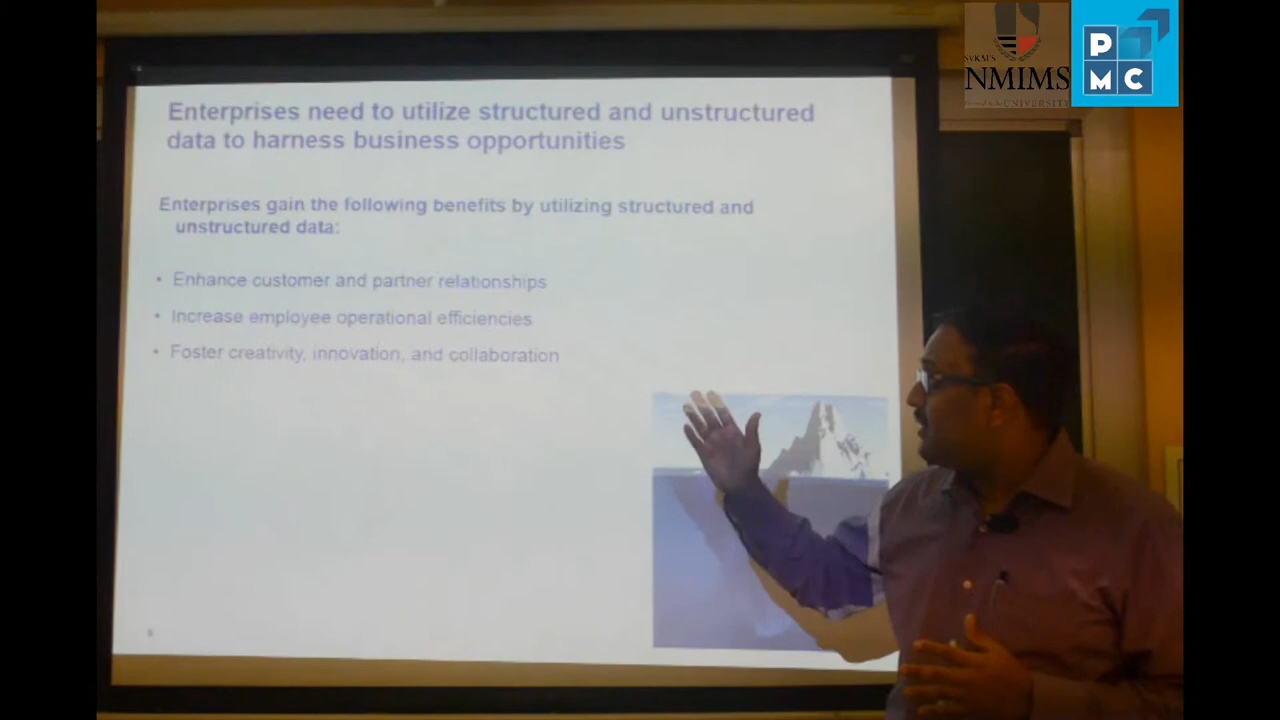 SVKM'S
NMIMS
UNIVERSITY
P
M C
Enterprises need to utilize structured and unstructured
data to harness business opportunities
Enterprises gain the following benefits by utilizing structured and
unstructured data:
• Enhance customer and partner relationships
• Increase employee operational efficiencies
• Foster creativity, innovation, and collaboration